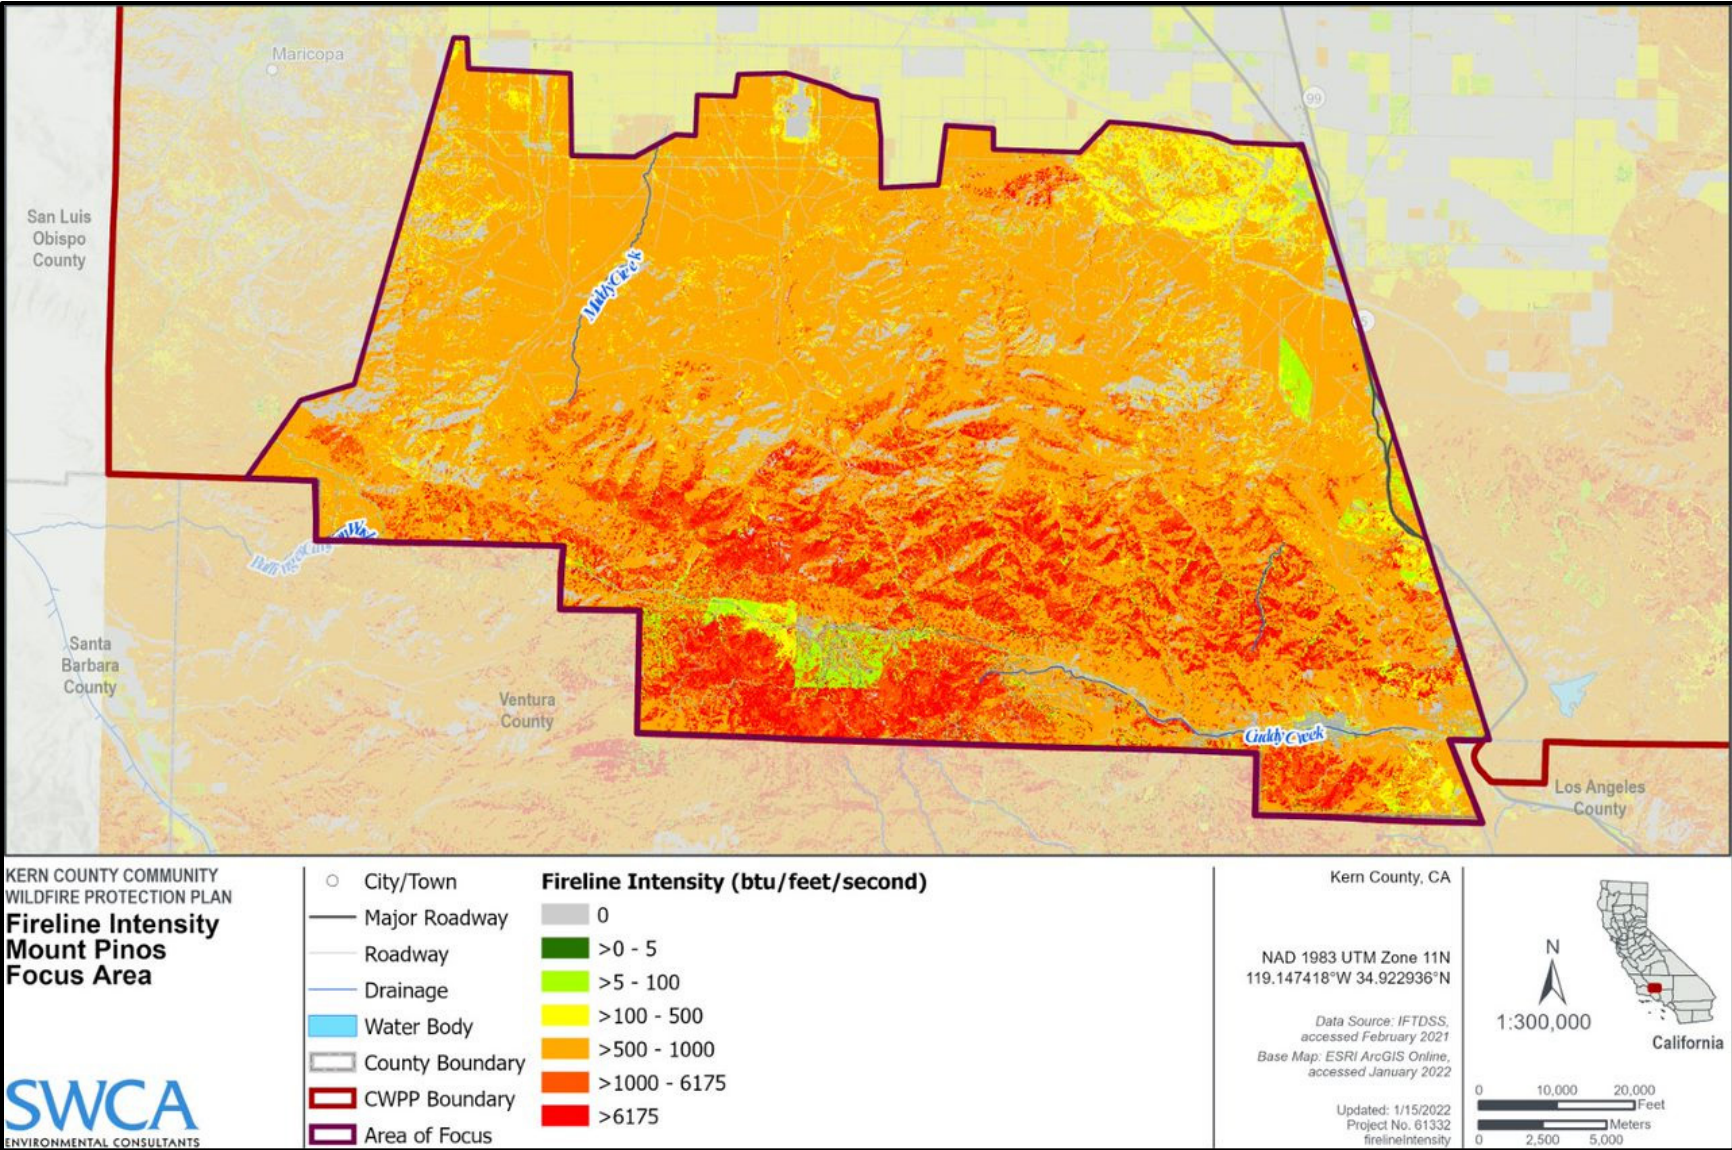 Maricopa
99
San Luis
Obispo
County
Muddy Creek
5
Santa
Barbara
County
Ventura
County
Cuddy Creek
Los Angeles
County
KERN COUNTY COMMUNITY
WILDFIRE PROTECTION PLAN
Fireline Intensity
Mount Pinos
Focus Area
SWCA
ENVIRONMENTAL CONSULTANTS
City/Town
Major Roadway
Roadway
Drainage
Water Body
County Boundary
CWPP Boundary
Area of Focus
Fireline Intensity (btu/feet/second)
0
>0 - 5
>5 - 100
>100 - 500
>500 - 1000
>1000 - 6175
>6175
Kern County, CA
NAD 1983 UTM Zone 11N
119.147418°W 34.922936°N
Data Source: IFTDSS,
accessed February 2021
Base Map: ESRI ArcGIS Online,
accessed January 2022
Updated: 1/15/2022
Project No. 61332
firelineIntensity
N
1:300,000
California
0 10,000 20,000
Feet
Meters
0 2,500 5,000